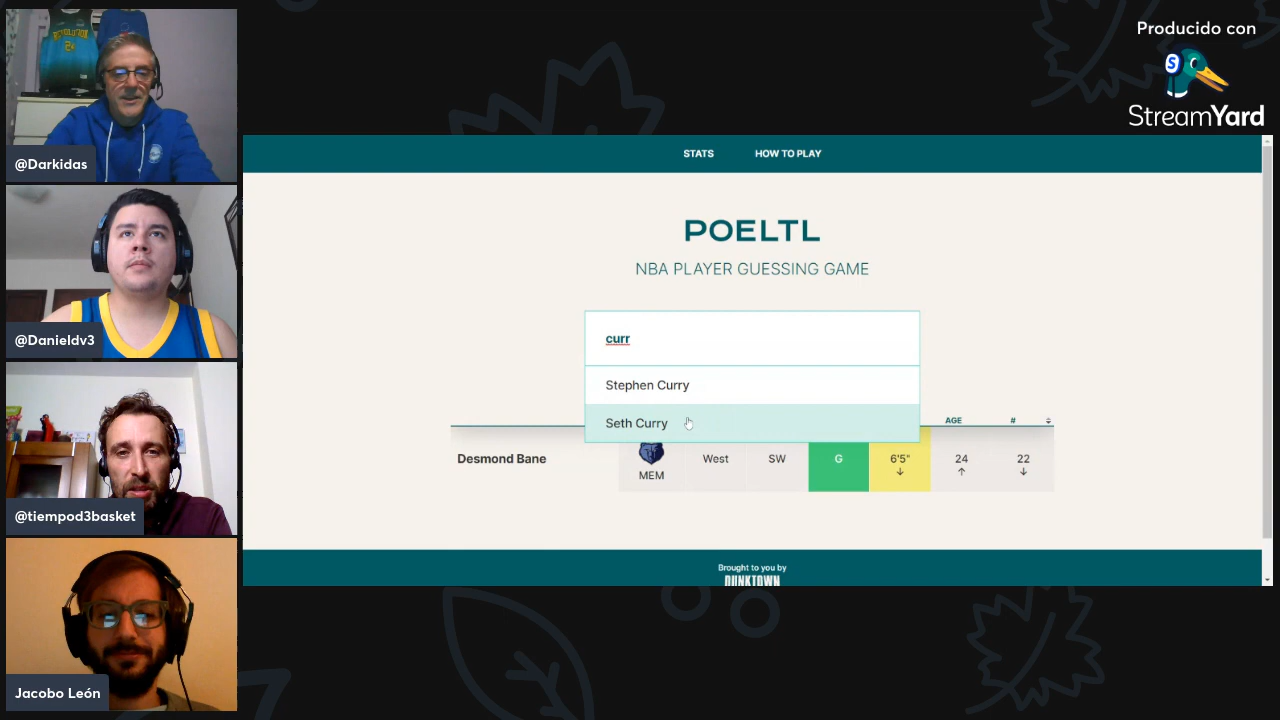 @Darkidas
@Danieldv3
@tiempod3basket
Jacobo León
Producido con
S
StreamYard
STATS
HOW TO PLAY
POELTL
NBA PLAYER GUESSING GAME
curr
Stephen Curry
Seth Curry
AGE
#
Desmond Bane
MEM
West
SW
G
6'5"
↓
24
↑
22
↓
Brought to you by
DUNKTOWN